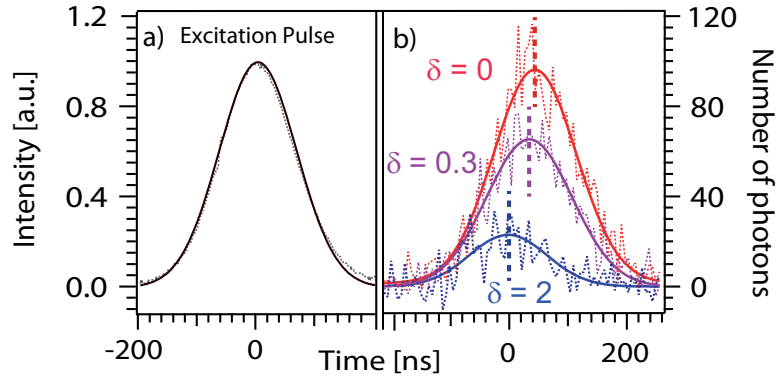 a) Excitation Pulse
b)
1.2
0.8
0.4
0.0
Intensity [a.u.]
-200
0
Time [ns]
0
200
δ = 0
δ = 0.3
δ = 2
120
80
40
0
Number of photons